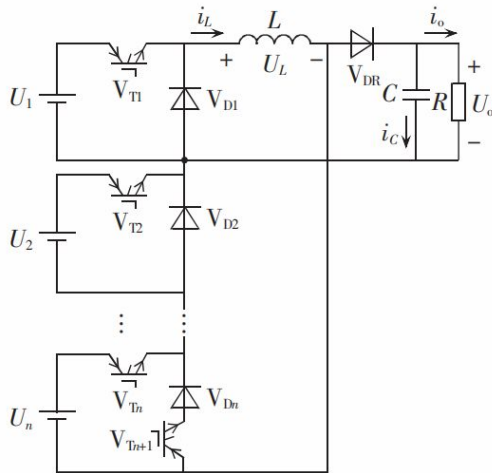 i_L L i_o
+ U_L −
V_T1 V_D1 V_DR
U_1 C R + U_o −
i_C
V_T2 V_D2
U_2
... ...
V_Tn V_Dn
U_n
V_Tn+1